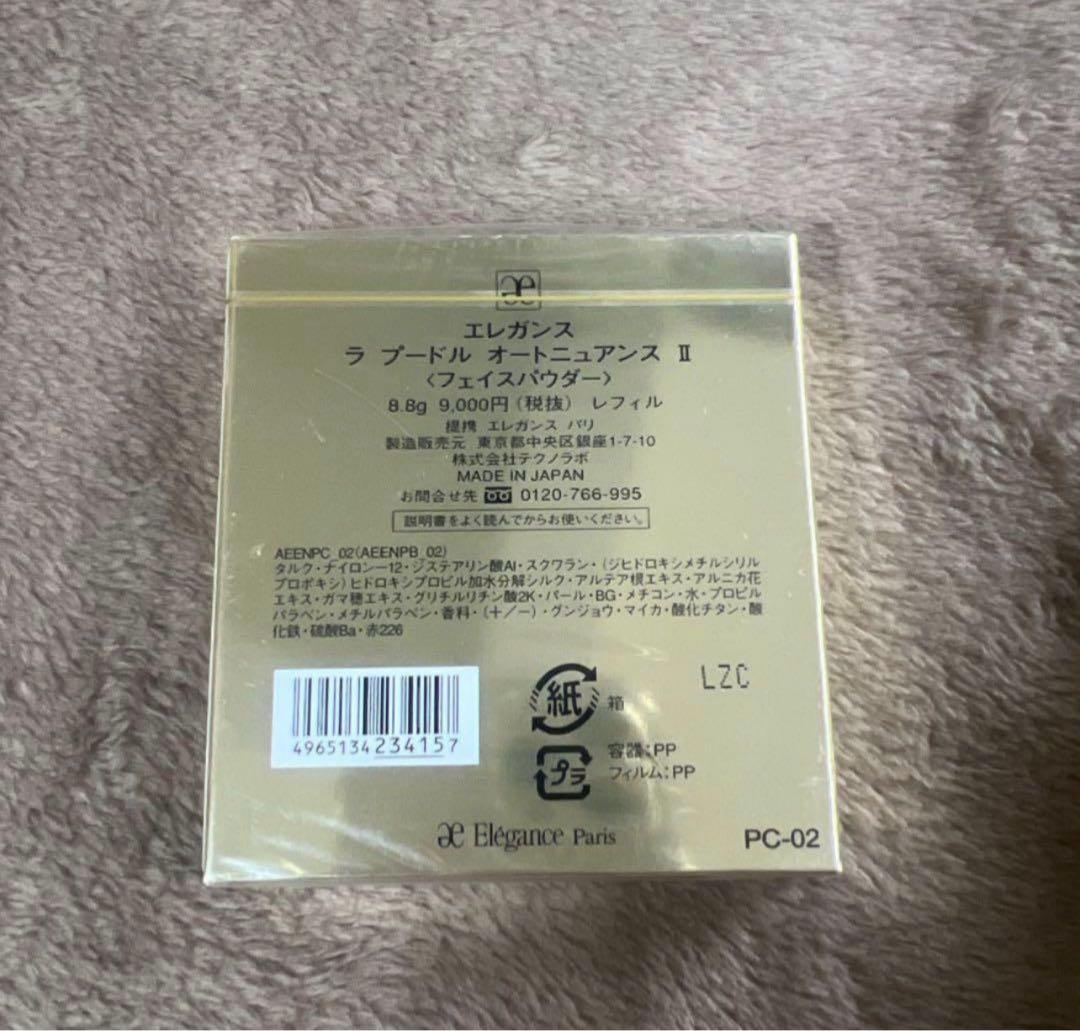 æ
エレガンス
ラ プードル オートニュアンス Ⅱ
〈フェイスパウダー〉
8.8g 9,000円(税抜) レフィル
提携 エレガンス パリ
製造販売元 東京都中央区銀座1-7-10
株式会社テクノラボ
MADE IN JAPAN
お問合せ先 0120-766-995
説明書をよく読んでからお使いください。
AEENPC_02(AEENPB_02)
タルク・ナイロン-12・ジステアリン酸Al・スクワラン・(ジヒドロキシメチルシリル
プロポキシ)ヒドロキシプロピル加水分解シルク・アルテア根エキス・アルニカ花
エキス・ガマ穂エキス・グリチルリチン酸2K・パール・BG・メチコン・水・プロピル
パラベン・メチルパラベン・香料・(+/-)・グンジョウ・マイカ・酸化チタン・酸
化鉄・硫酸Ba・赤226
LZC
紙 箱
4965134234157
プラ 容器:PP
フィルム:PP
æ Elégance Paris
PC-02